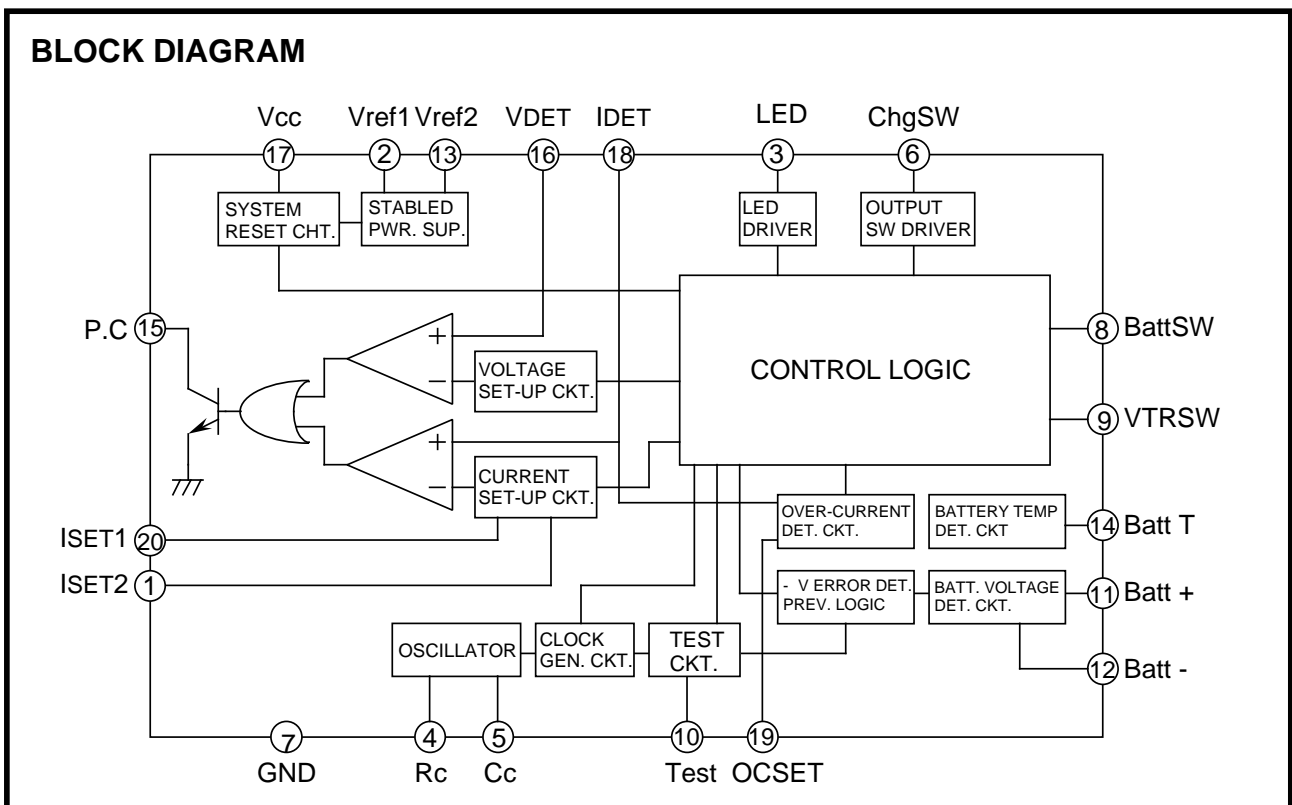 BLOCK DIAGRAM
Vcc Vref1 Vref2 VDET IDET LED ChgSW
17 2 13 16 18 3 6
SYSTEM
RESET CHT.
STABLED
PWR. SUP.
LED
DRIVER
OUTPUT
SW DRIVER
P.C 15
+
−
VOLTAGE
SET-UP CKT.
CONTROL LOGIC
8 BattSW
9 VTRSW
+
−
CURRENT
SET-UP CKT.
OVER-CURRENT
DET. CKT.
BATTERY TEMP
DET. CKT
14 Batt T
ISET1 20
ISET2 1
- V ERROR DET.
PREV. LOGIC
BATT. VOLTAGE
DET. CKT.
11 Batt +
OSCILLATOR
CLOCK
GEN. CKT.
TEST
CKT.
12 Batt -
7 4 5 10 19
GND Rc Cc Test OCSET